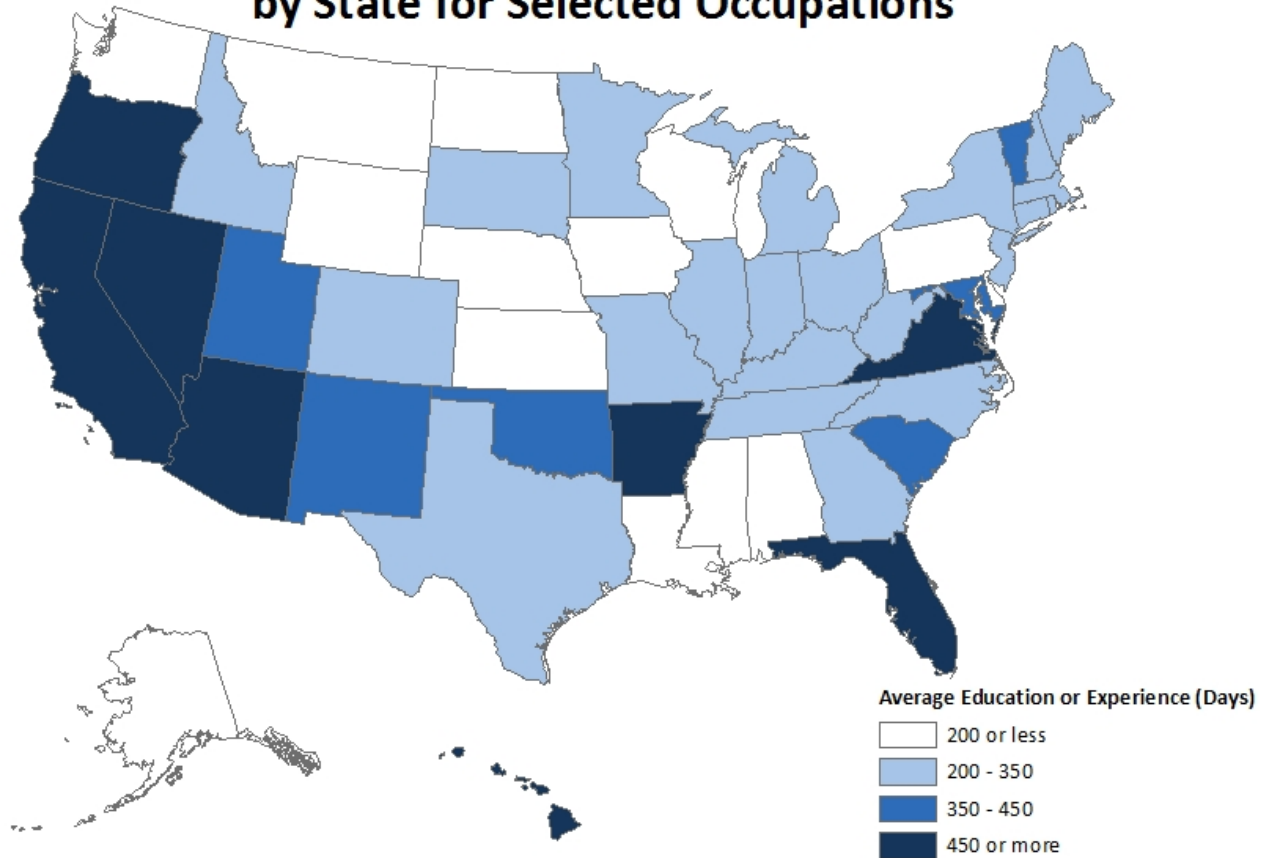 by State for Selected Occupations
Average Education or Experience (Days)
200 or less
200 - 350
350 - 450
450 or more